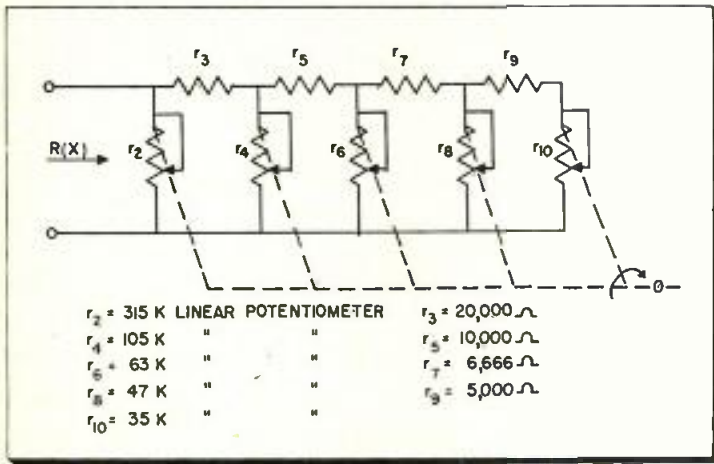 r3 r5 r7 r9
R(X) r2 r4 r6 r8 r10
θ
r2 = 315 K LINEAR POTENTIOMETER r3 = 20,000 Ω
r4 = 105 K " " r5 = 10,000 Ω
r6 = 63 K " " r7 = 6,666 Ω
r8 = 47 K " " r9 = 5,000 Ω
r10 = 35 K " "